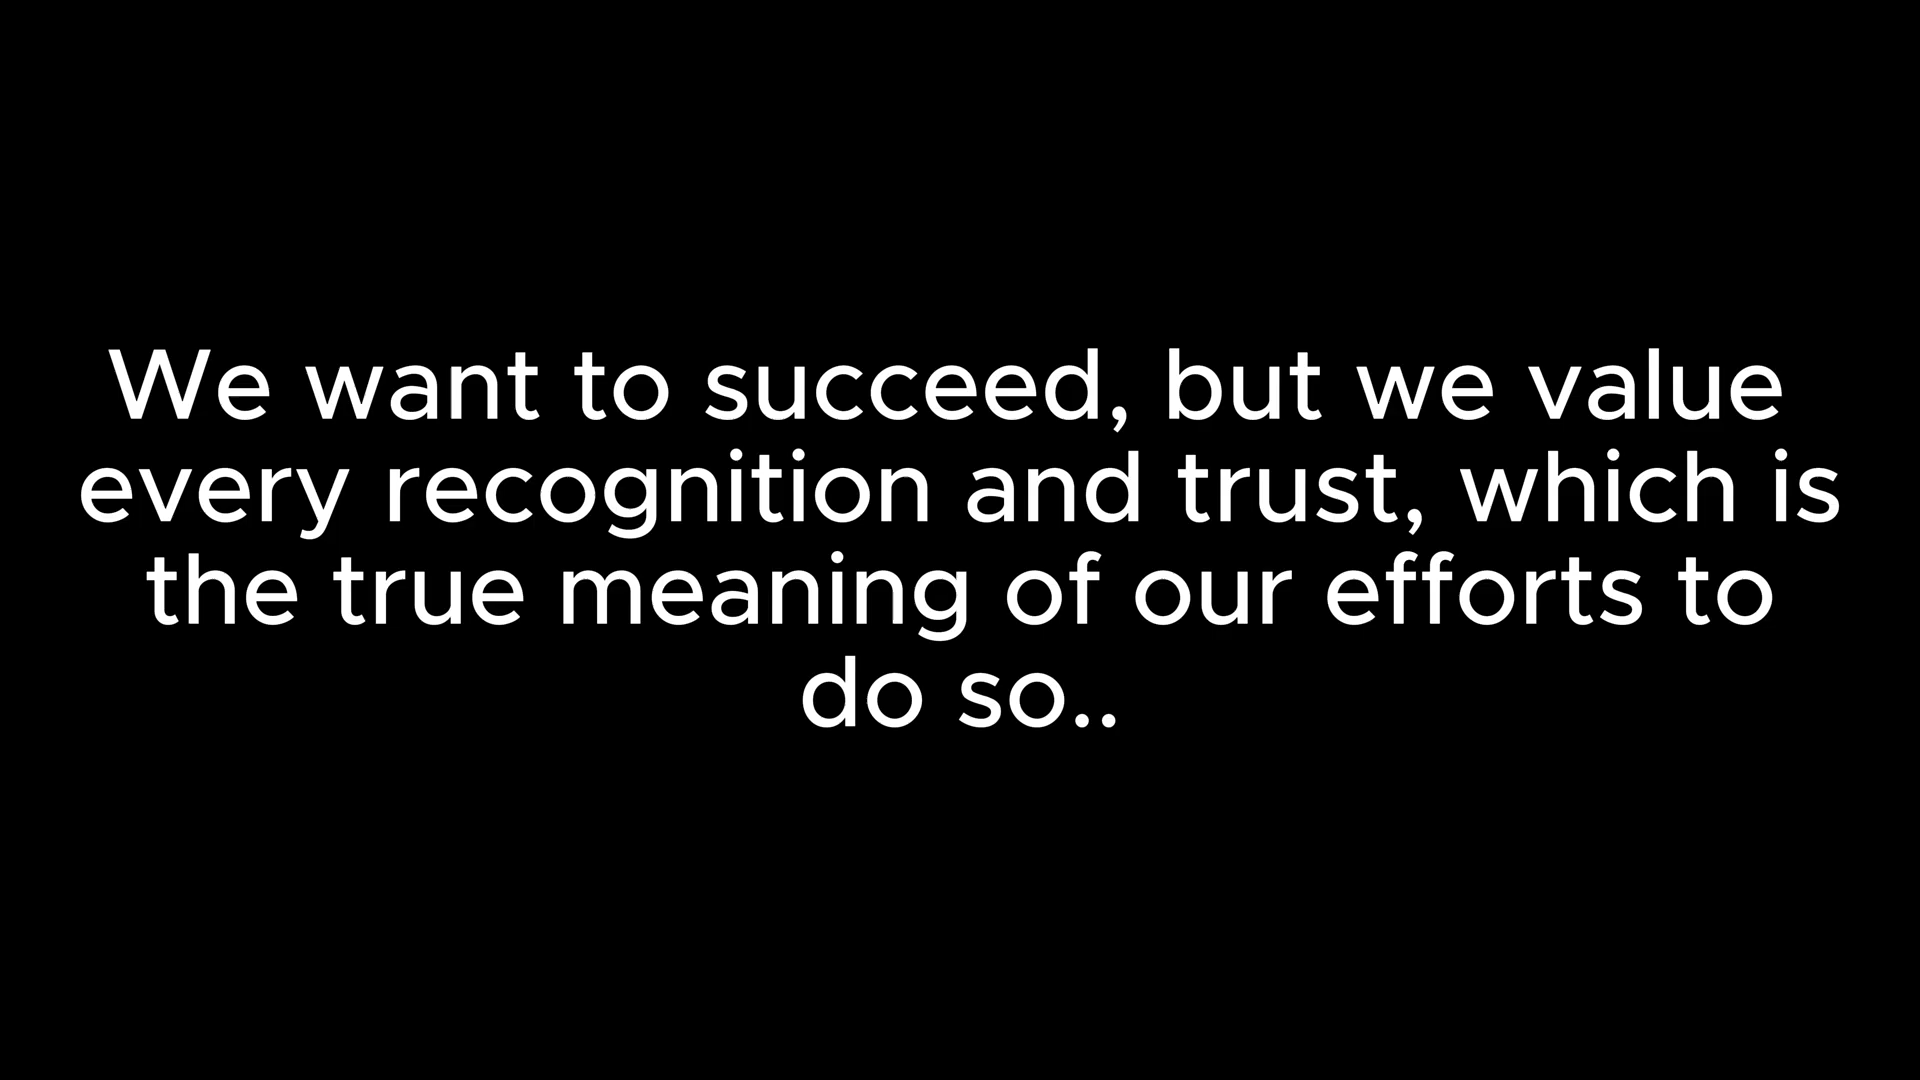 We want to succeed, but we value
every recognition and trust, which is
the true meaning of our efforts to
do so..